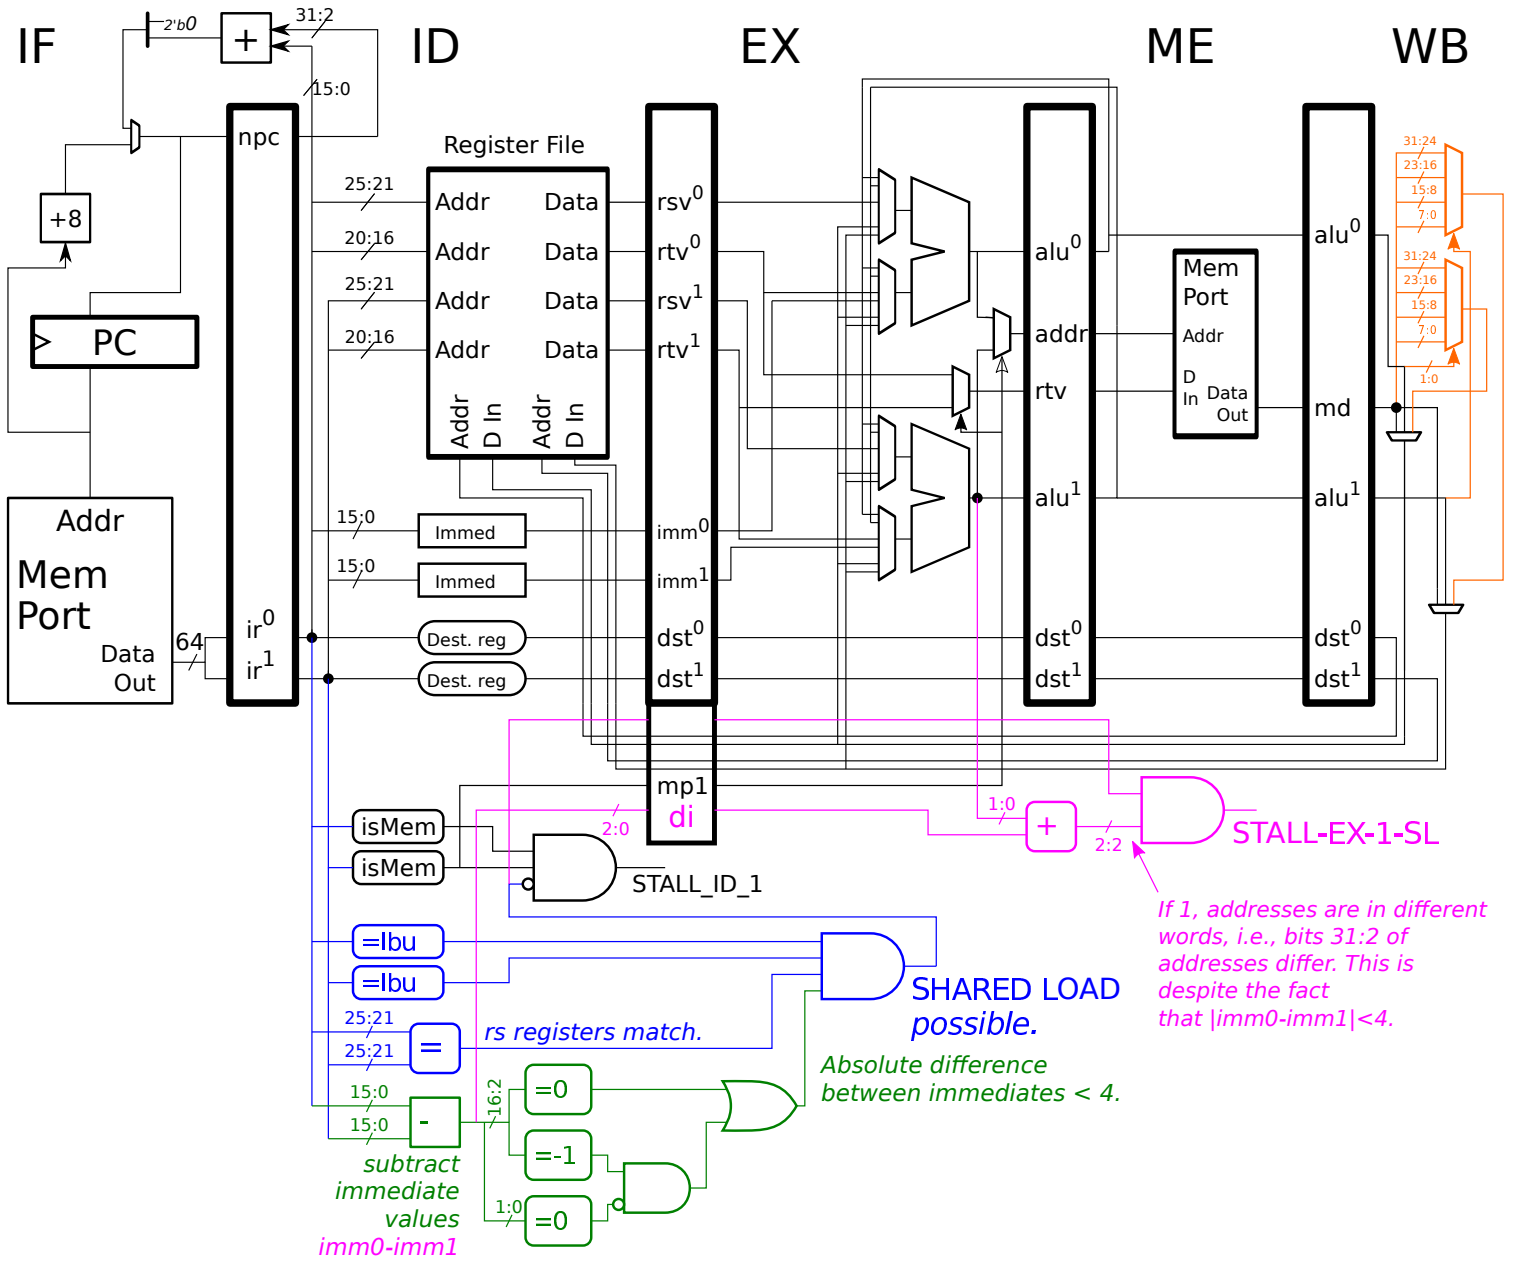 IF
ID
EX
ME
WB
2'b0
31:2
+
15:0
npc
+8
PC
Addr
Mem
Port
Data
Out
64
ir0
ir1
Register File
25:21
20:16
25:21
20:16
Addr
Data
Addr
Data
Addr
Data
Addr
Data
Addr
D In
Addr
D In
15:0
Immed
15:0
Immed
Dest. reg
Dest. reg
rsv0
rtv0
rsv1
rtv1
imm0
imm1
dst0
dst1
mp1
di
alu0
addr
rtv
alu1
dst0
dst1
Mem
Port
Addr
D
In
Data
Out
alu0
md
alu1
dst0
dst1
31:24
23:16
15:8
7:0
31:24
23:16
15:8
7:0
1:0
isMem
isMem
2:0
STALL_ID_1
1:0
+
2:2
STALL-EX-1-SL
If 1, addresses are in different
words, i.e., bits 31:2 of
addresses differ. This is
despite the fact
that |imm0-imm1|<4.
=lbu
=lbu
SHARED LOAD
possible.
25:21
25:21
=
rs registers match.
Absolute difference
between immediates < 4.
15:0
15:0
-
16:2
=0
=-1
1:0
=0
subtract
immediate
values
imm0-imm1